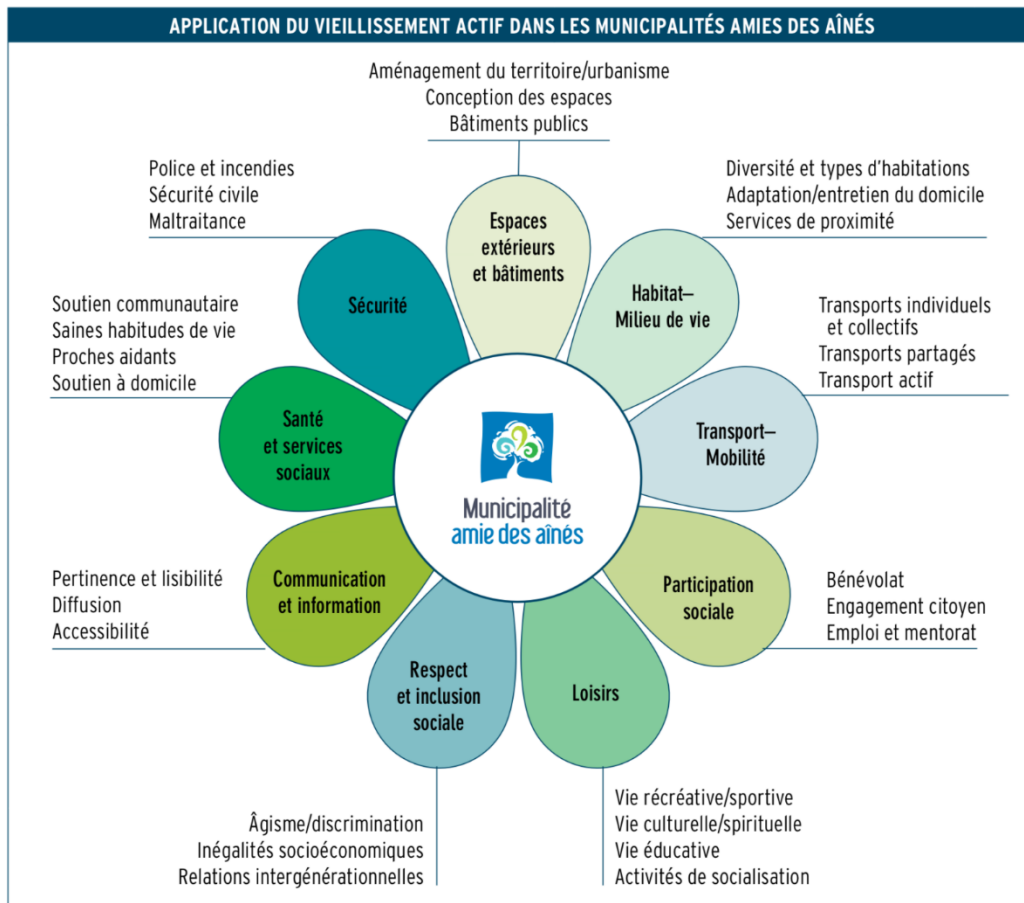 APPLICATION DU VIEILLISSEMENT ACTIF DANS LES MUNICIPALITÉS AMIES DES AÎNÉS
Aménagement du territoire/urbanisme
Conception des espaces
Bâtiments publics
Espaces
extérieurs
et bâtiments
Diversité et types d'habitations
Adaptation/entretien du domicile
Services de proximité
Habitat–
Milieu de vie
Transports individuels
et collectifs
Transports partagés
Transport actif
Transport–
Mobilité
Bénévolat
Engagement citoyen
Emploi et mentorat
Participation
sociale
Vie récréative/sportive
Vie culturelle/spirituelle
Vie éducative
Activités de socialisation
Loisirs
Âgisme/discrimination
Inégalités socioéconomiques
Relations intergénérationnelles
Respect
et inclusion
sociale
Pertinence et lisibilité
Diffusion
Accessibilité
Communication
et information
Soutien communautaire
Saines habitudes de vie
Proches aidants
Soutien à domicile
Santé
et services
sociaux
Police et incendies
Sécurité civile
Maltraitance
Sécurité
Municipalité
amie des aînés